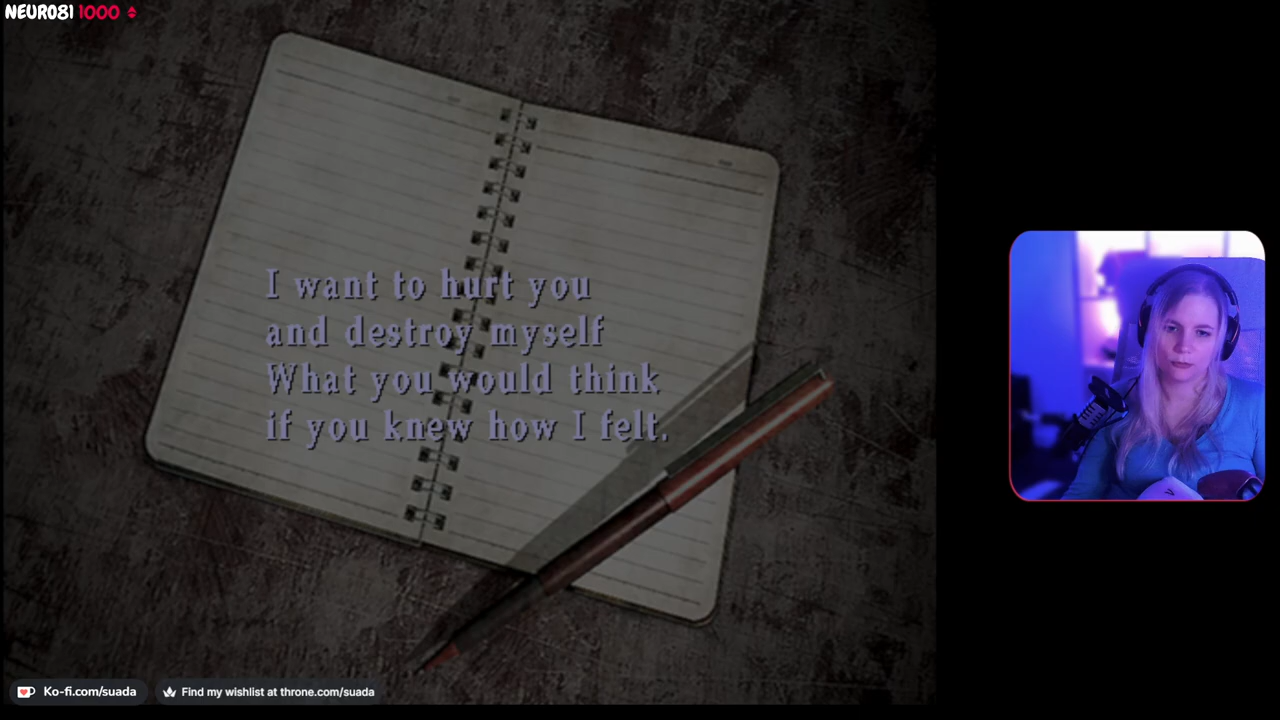 NEURO81 1000
I want to hurt you
and destroy myself
What you would think
if you knew how I felt.
Ko-fi.com/suada
Find my wishlist at throne.com/suada